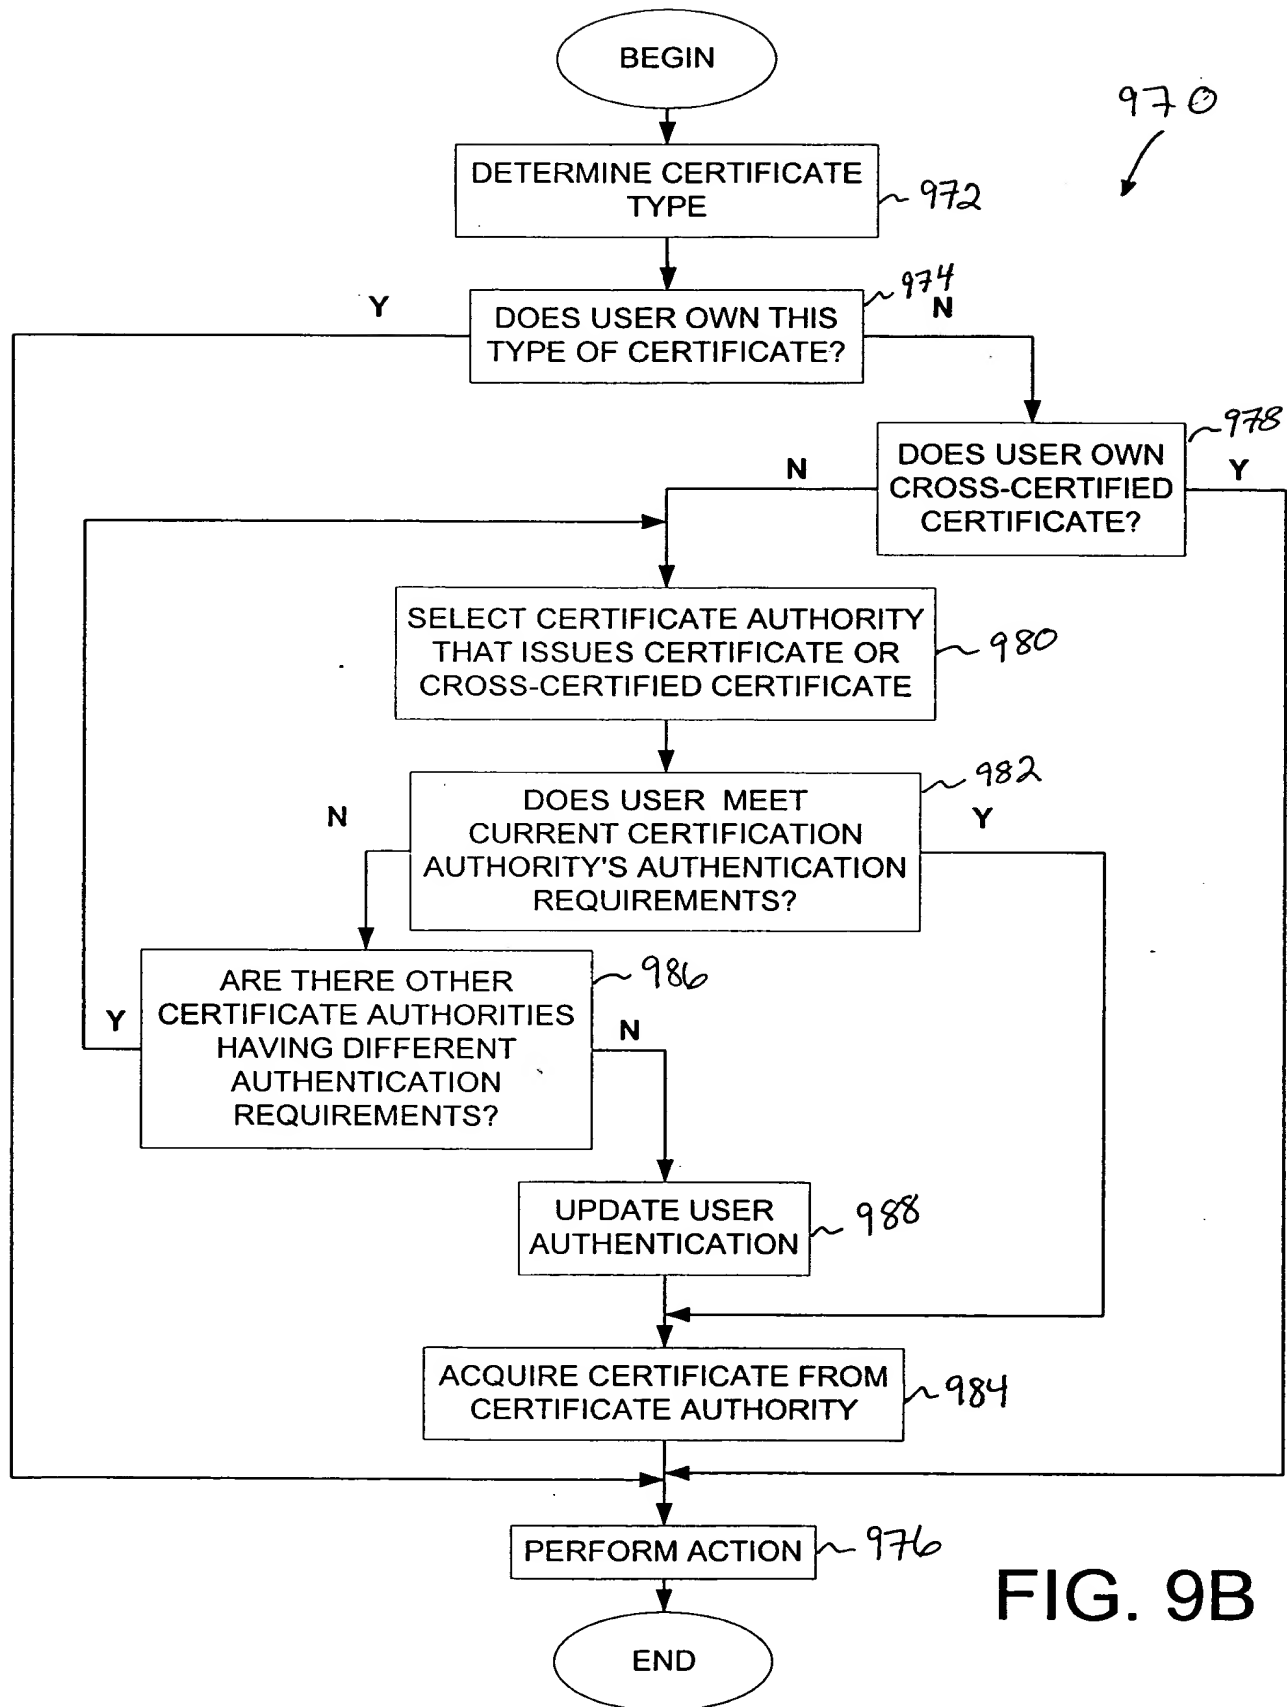 BEGIN
970
DETERMINE CERTIFICATE
TYPE
972
974
Y
N
DOES USER OWN THIS
TYPE OF CERTIFICATE?
978
DOES USER OWN
CROSS-CERTIFIED
CERTIFICATE?
N
Y
SELECT CERTIFICATE AUTHORITY
THAT ISSUES CERTIFICATE OR
CROSS-CERTIFIED CERTIFICATE
980
982
DOES USER MEET
CURRENT CERTIFICATION
AUTHORITY'S AUTHENTICATION
REQUIREMENTS?
N
Y
986
ARE THERE OTHER
CERTIFICATE AUTHORITIES
HAVING DIFFERENT
AUTHENTICATION
REQUIREMENTS?
Y
N
UPDATE USER
AUTHENTICATION
988
ACQUIRE CERTIFICATE FROM
CERTIFICATE AUTHORITY
984
PERFORM ACTION
976
FIG. 9B
END